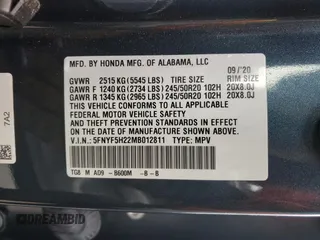 MFD. BY HONDA MFG. OF ALABAMA, LLC
09/'20
GVWR 2515 KG (5545 LBS) TIRE SIZE RIM SIZE
GAWR F 1240 KG (2734 LBS) 245/50R20 102H 20X8.0J
GAWR R 1345 KG (2965 LBS) 245/50R20 102H 20X8.0J
THIS VEHICLE CONFORMS TO ALL APPLICABLE
FEDERAL MOTOR VEHICLE SAFETY AND THEFT
PREVENTION STANDARDS IN EFFECT ON THE DATE
OF MANUFACTURE SHOWN ABOVE.
V.I.N.: 5FNYF5H22MB012811 TYPE: MPV
TG8 M A09 -B600M -8-8
7A2